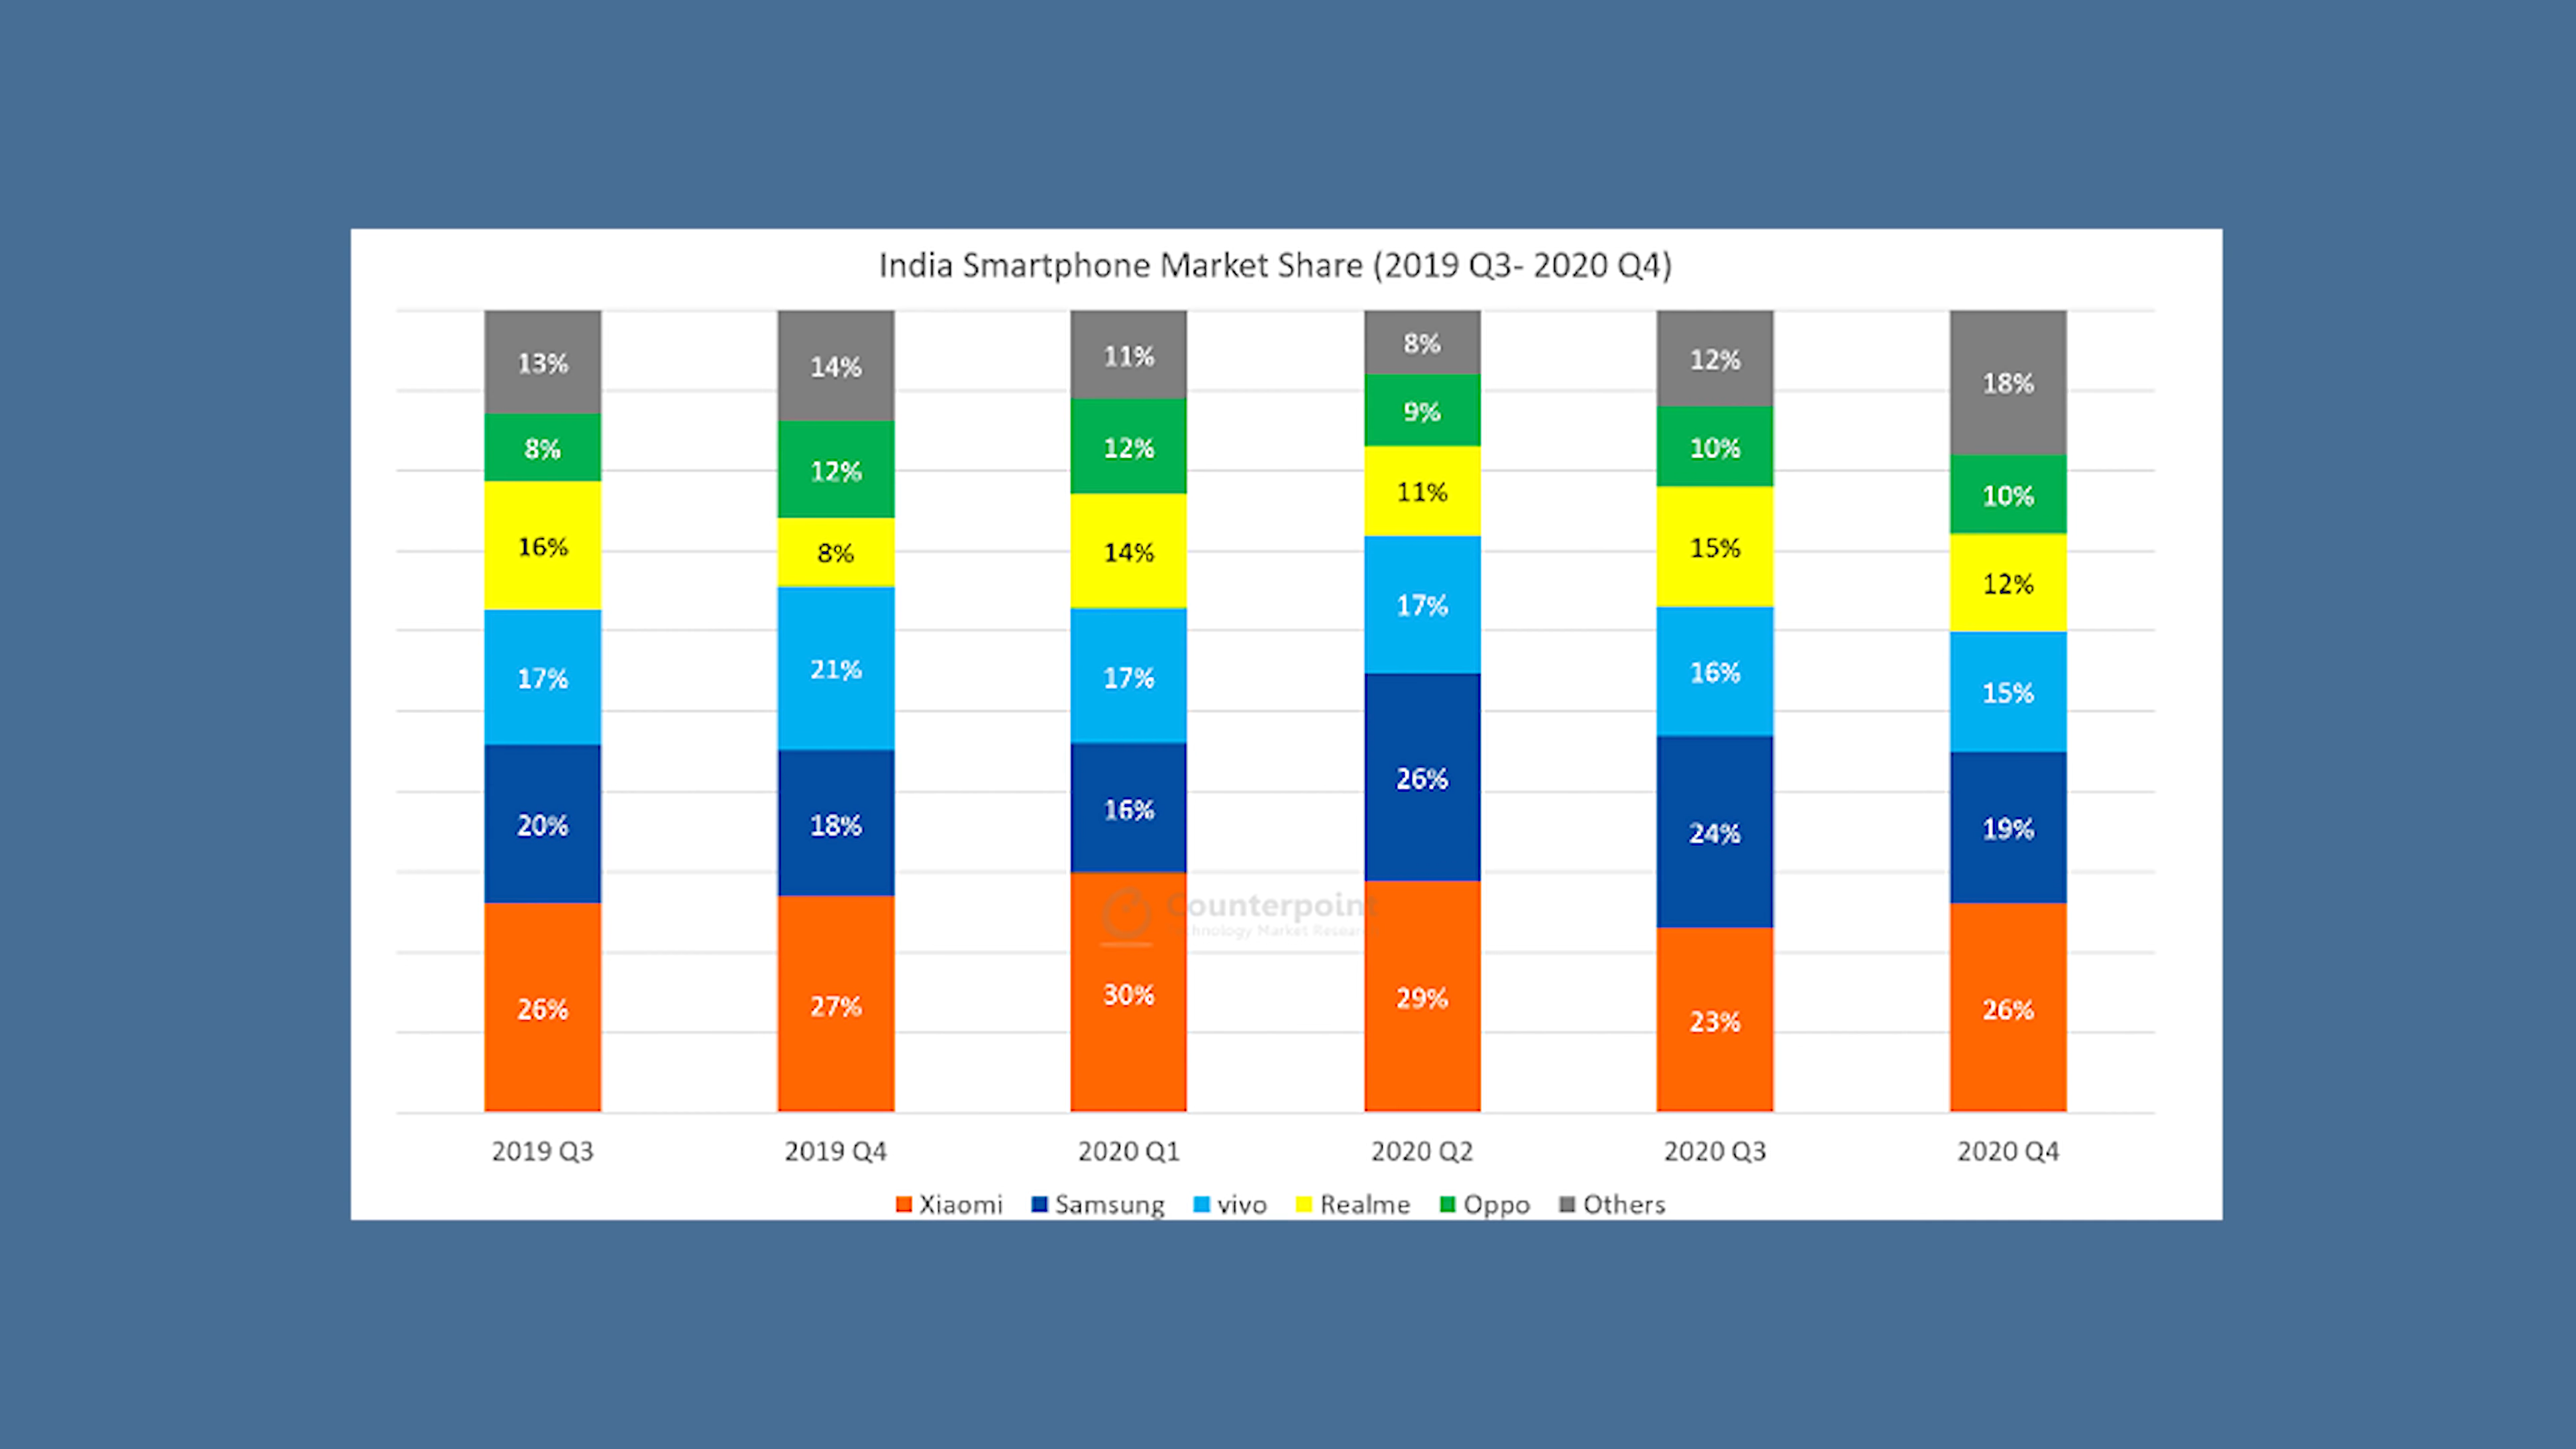 India Smartphone Market Share (2019 Q3- 2020 Q4)
13% 14% 11% 8% 12% 18%
8% 12% 12% 9% 10% 10%
16% 8% 14% 11% 15% 12%
17% 21% 17% 17% 16% 15%
20% 18% 16% 26% 24% 19%
26% 27% 30% 29% 23% 26%
Counterpoint
Technology Market Research
2019 Q3 2019 Q4 2020 Q1 2020 Q2 2020 Q3 2020 Q4
Xiaomi Samsung vivo Realme Oppo Others